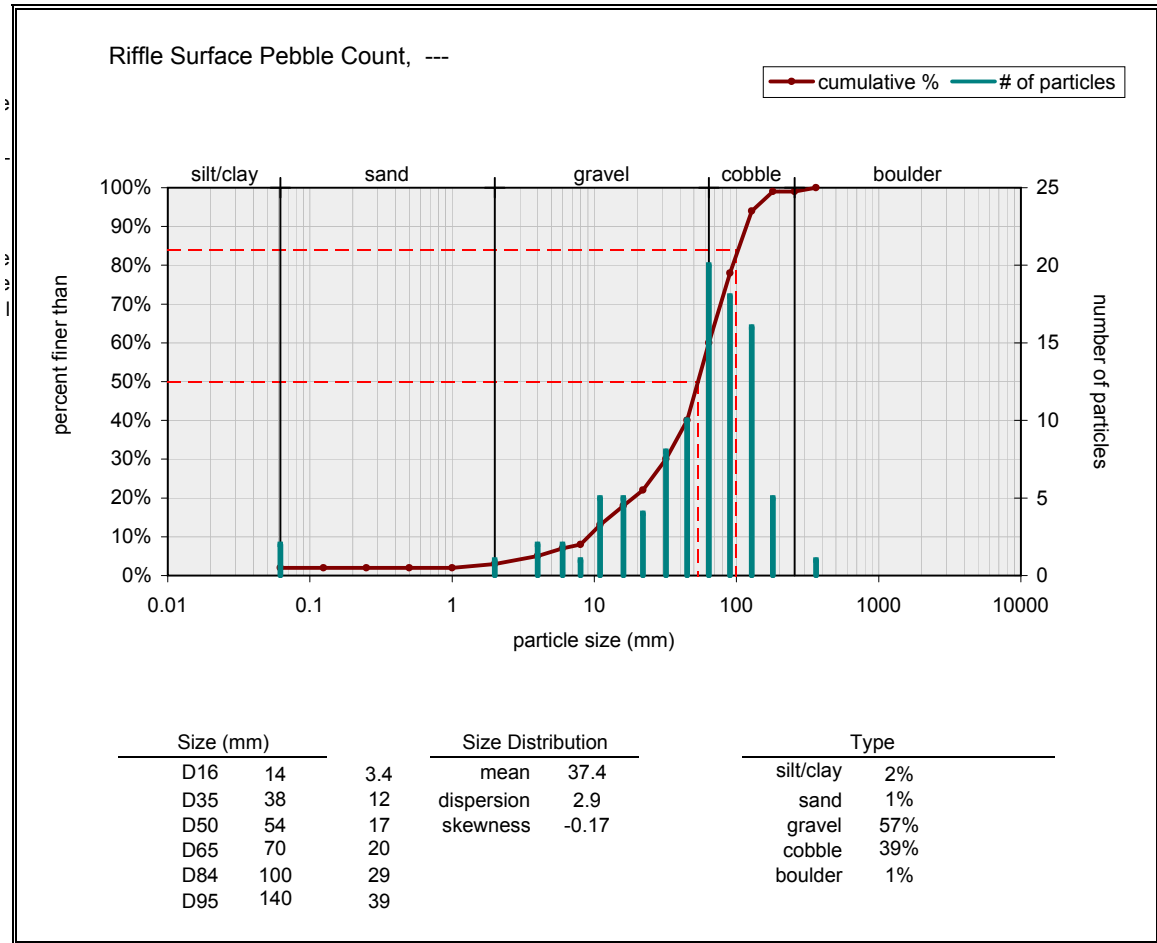 Riffle Surface Pebble Count, ---
cumulative % # of particles
silt/clay sand gravel cobble boulder
100% 25
90%
80% 20
70%
60% 15
50%
40% 10
30%
20% 5
10%
0% 0
0.01 0.1 1 10 100 1000 10000
percent finer than
number of particles
particle size (mm)
Size (mm) Size Distribution Type
D16 14 3.4 mean 37.4 silt/clay 2%
D35 38 12 dispersion 2.9 sand 1%
D50 54 17 skewness -0.17 gravel 57%
D65 70 20 cobble 39%
D84 100 29 boulder 1%
D95 140 39